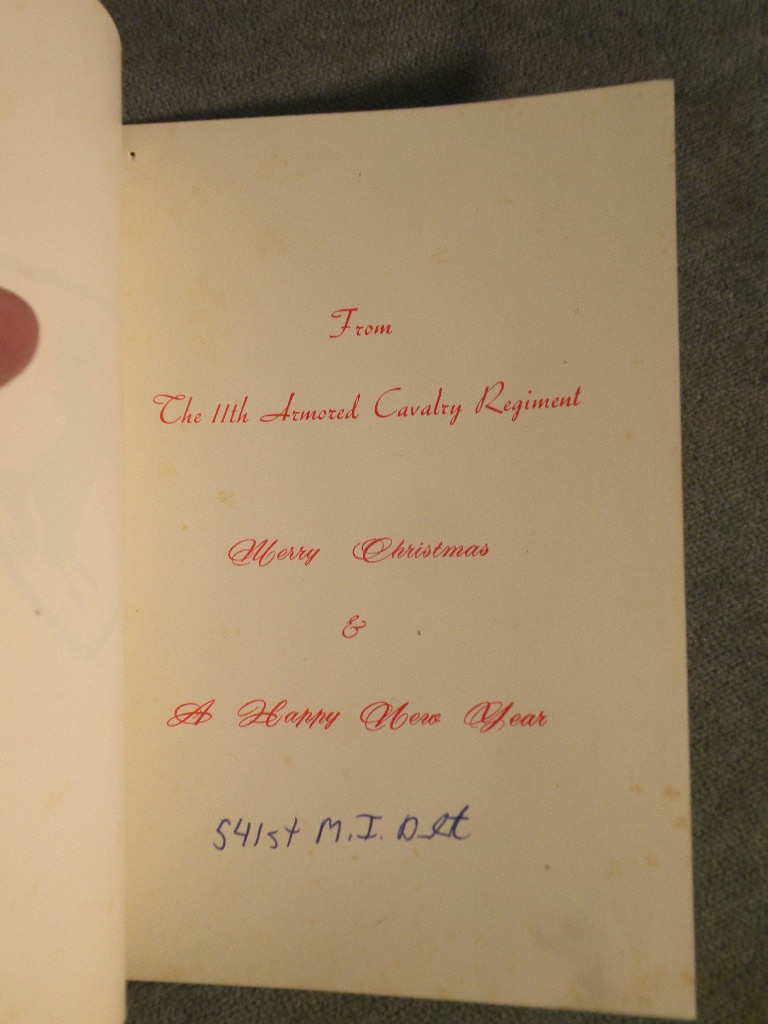 From
The 11th Armored Cavalry Regiment
Merry Christmas
&
A Happy New Year
541st M.I. Det